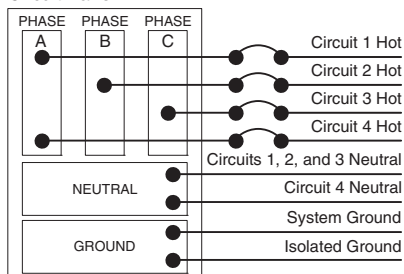 PHASE PHASE PHASE
A B C
Circuit 1 Hot
Circuit 2 Hot
Circuit 3 Hot
Circuit 4 Hot
Circuits 1, 2, and 3 Neutral
NEUTRAL
Circuit 4 Neutral
System Ground
GROUND
Isolated Ground